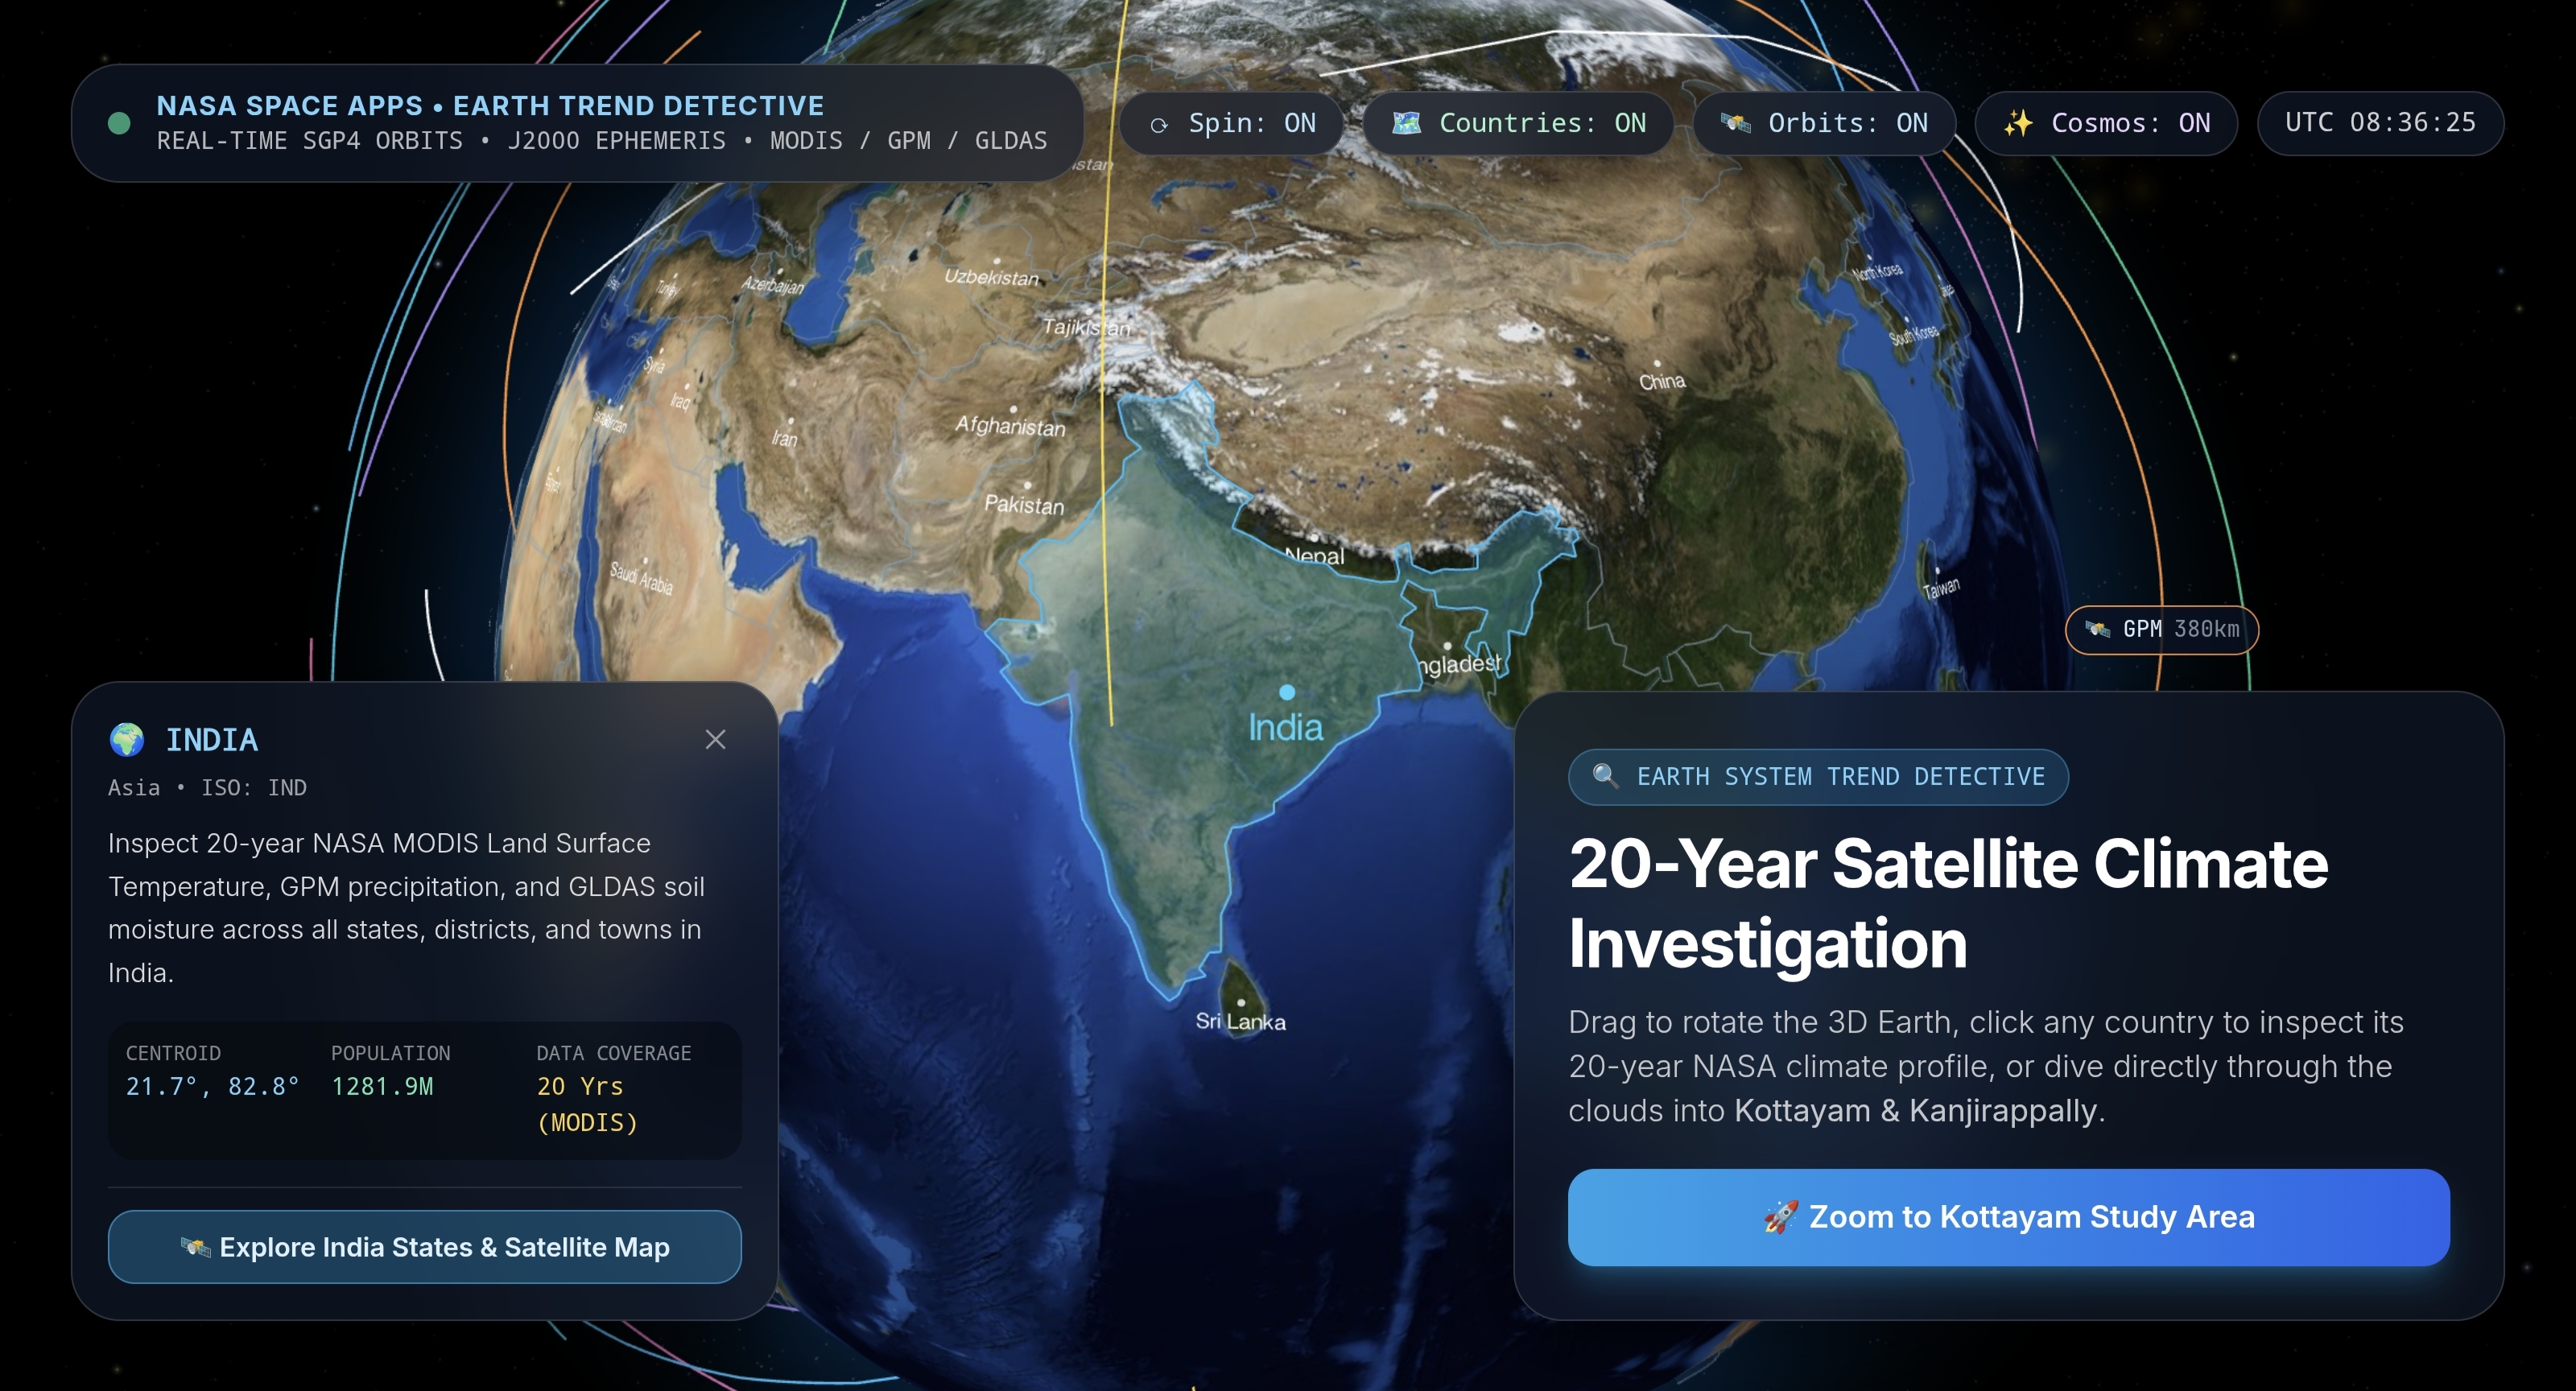 NASA SPACE APPS • EARTH TREND DETECTIVE
REAL-TIME SGP4 ORBITS • J2000 EPHEMERIS • MODIS / GPM / GLDAS
Spin: ON
Countries: ON
Orbits: ON
Cosmos: ON
UTC 08:36:25
Uzbekistan
Azerbaijan
Turkey
North Korea
South Korea
Tajikistan
Syria
Iraq
Iran
Afghanistan
China
Pakistan
Nepal
Saudi Arabia
Taiwan
GPM 380km
ngladesh
India
Sri Lanka
INDIA
Asia • ISO: IND
Inspect 20-year NASA MODIS Land Surface
Temperature, GPM precipitation, and GLDAS soil
moisture across all states, districts, and towns in
India.
CENTROID
21.7°, 82.8°
POPULATION
1281.9M
DATA COVERAGE
20 Yrs
(MODIS)
Explore India States & Satellite Map
EARTH SYSTEM TREND DETECTIVE
20-Year Satellite Climate
Investigation
Drag to rotate the 3D Earth, click any country to inspect its
20-year NASA climate profile, or dive directly through the
clouds into Kottayam & Kanjirappally.
Zoom to Kottayam Study Area